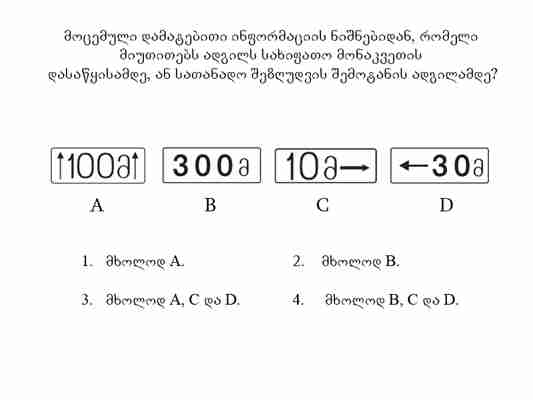 მოცემული დამატებითი ინფორმაციის ნიშნებიდან, რომელი
მიუთითებს ადგილს სახიფათო მონაკვეთის
დასაწყისამდე, ან სათანადო შეზღუდვის შემოტანის ადგილამდე?
↑100მ↑ 300მ 10მ→ ←30მ
A B C D
1. მხოლოდ A. 2. მხოლოდ B.
3. მხოლოდ A, C და D. 4. მხოლოდ B, C და D.